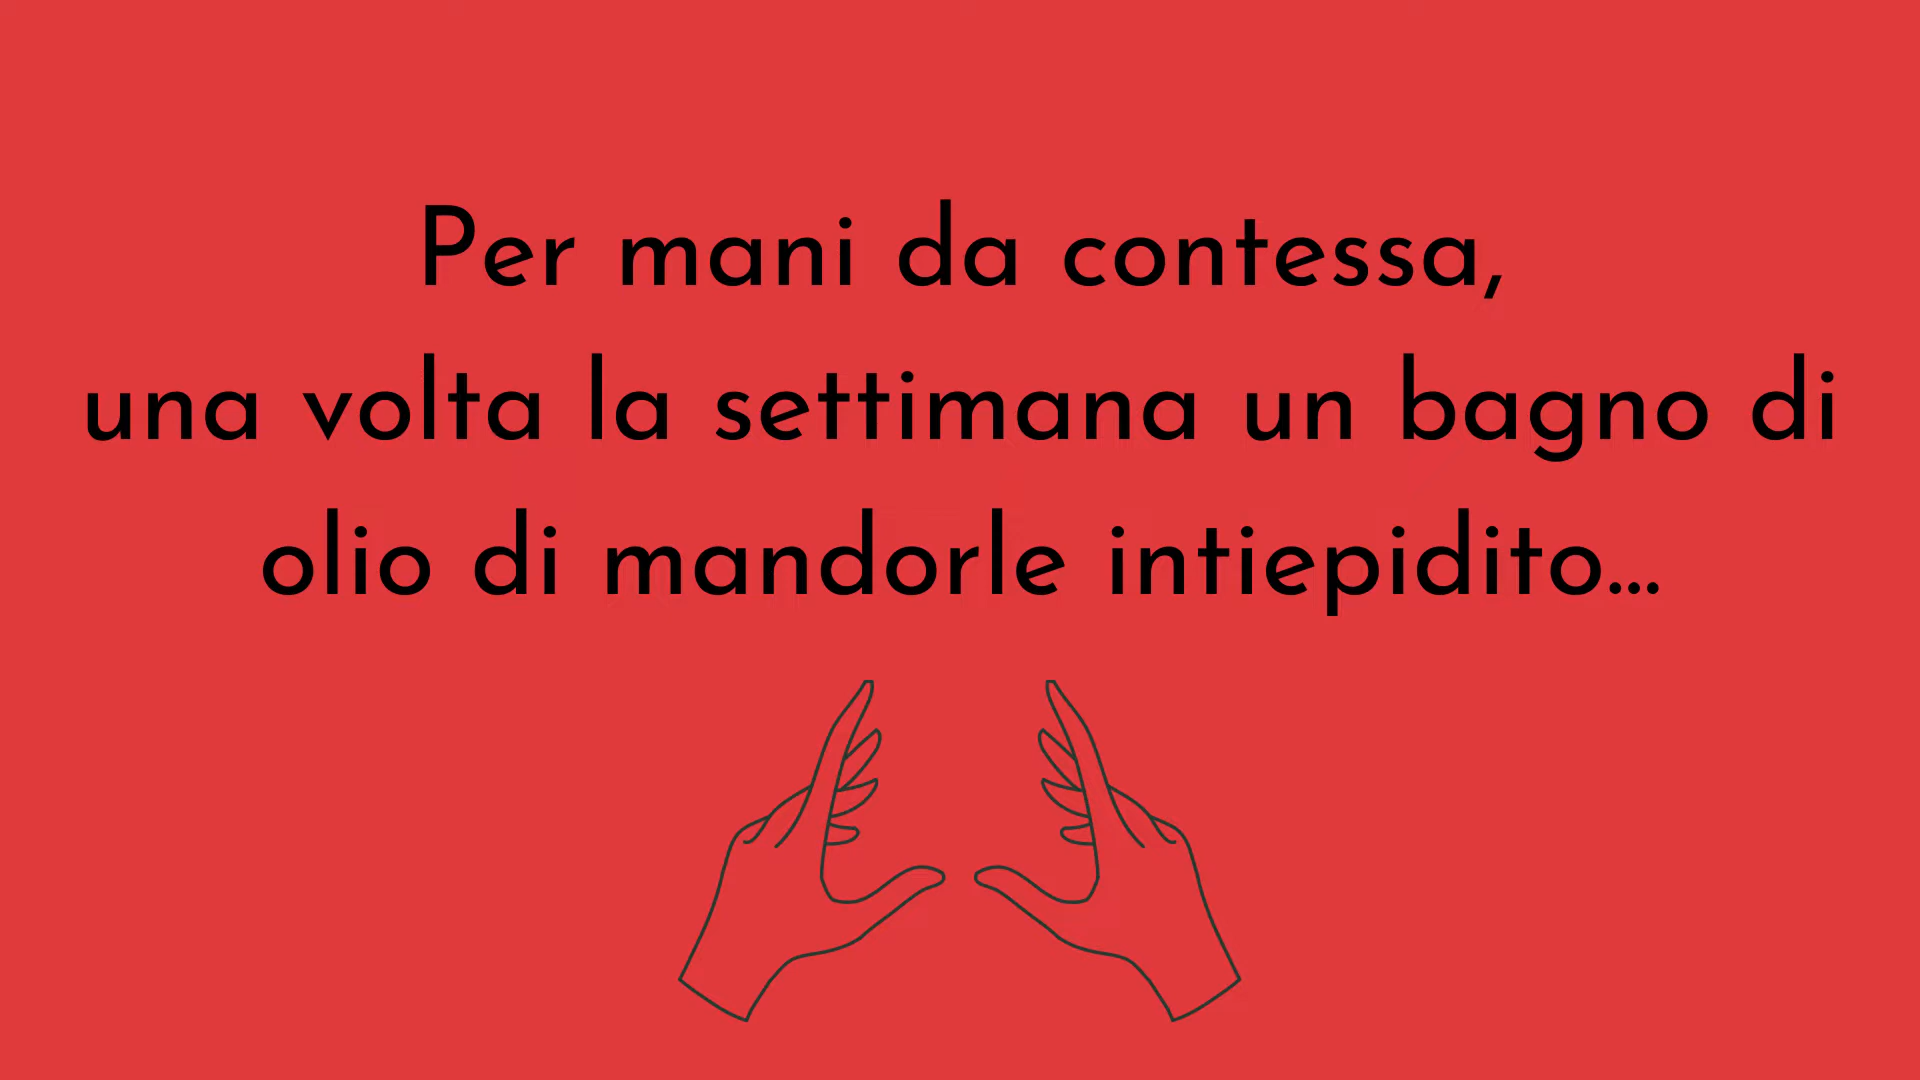 Per mani da contessa,
una volta la settimana un bagno di
olio di mandorle intiepidito...